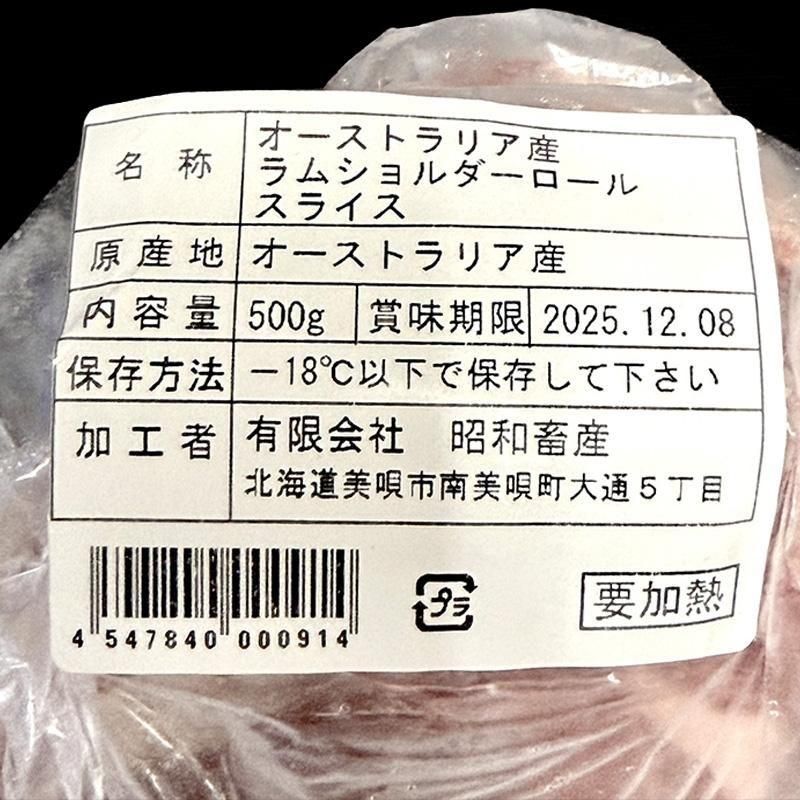 名称 オーストラリア産
ラムショルダーロール
スライス
原産地 オーストラリア産
内容量 500g 賞味期限 2025.12.08
保存方法 －18℃以下で保存して下さい
加工者 有限会社 昭和畜産
北海道美唄市南美唄町大通5丁目
4 547840 000914
プラ
要加熱